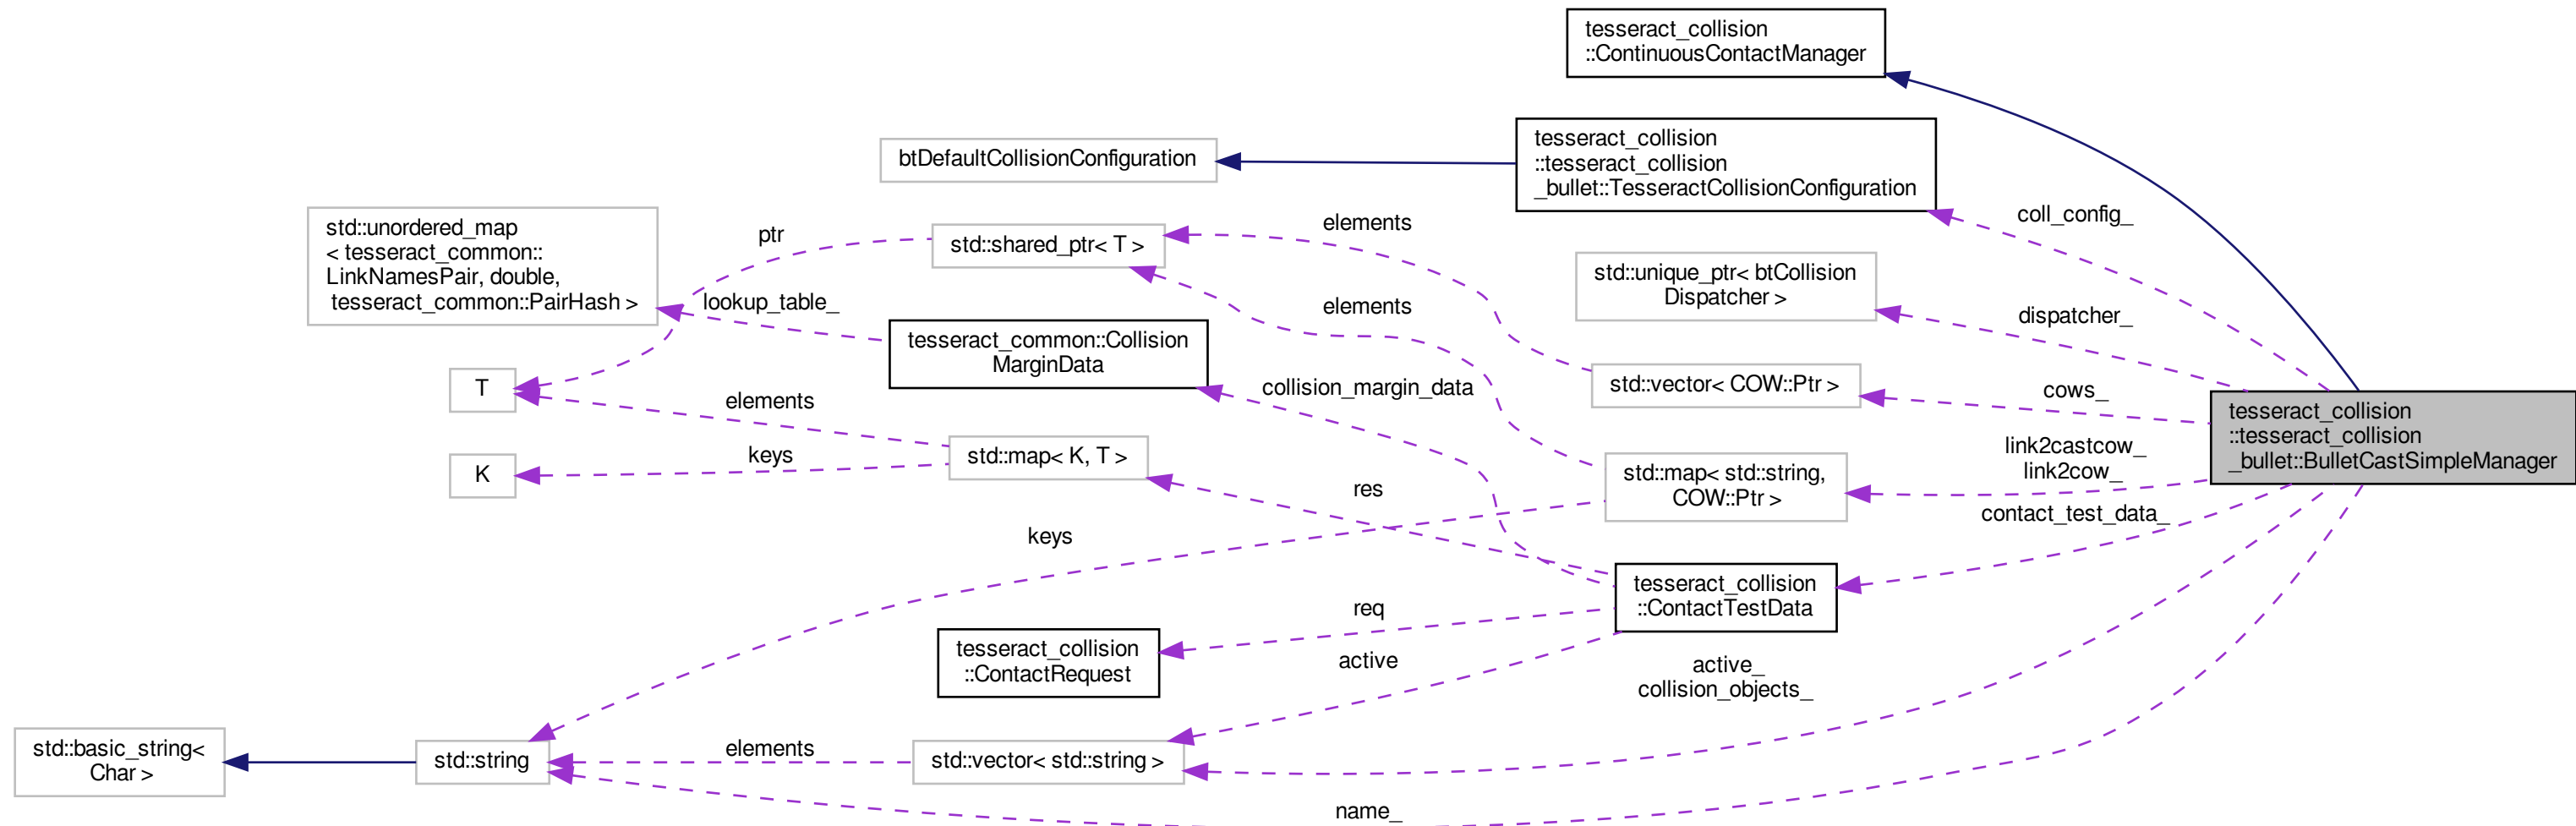 tesseract_collision
::ContinuousContactManager
tesseract_collision
::tesseract_collision
_bullet::TesseractCollisionConfiguration
btDefaultCollisionConfiguration
std::unordered_map
< tesseract_common::
LinkNamesPair, double,
tesseract_common::PairHash >
ptr
std::shared_ptr< T >
elements
coll_config_
std::unique_ptr< btCollision
Dispatcher >
lookup_table_
elements
dispatcher_
tesseract_common::Collision
MarginData
T
elements
collision_margin_data
std::vector< COW::Ptr >
cows_
tesseract_collision
::tesseract_collision
_bullet::BulletCastSimpleManager
K
keys
std::map< K, T >
res
std::map< std::string,
COW::Ptr >
link2castcow_
link2cow_
contact_test_data_
keys
tesseract_collision
::ContactTestData
req
tesseract_collision
::ContactRequest
active
active_
collision_objects_
std::basic_string<
Char >
std::string
elements
std::vector< std::string >
name_